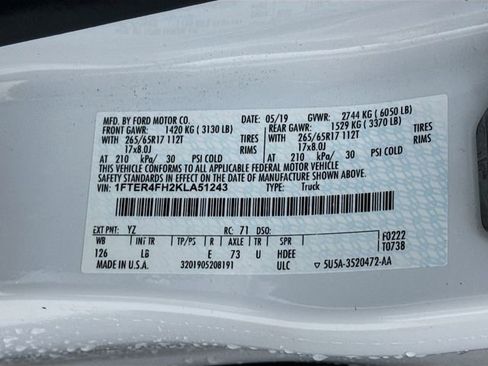 MFD. BY FORD MOTOR CO. DATE: 05/19 GVWR: 2744 KG ( 6050 LB)
FRONT GAWR: 1420 KG ( 3130 LB) REAR GAWR: 1529 KG ( 3370 LB)
WITH 265/65R17 112T TIRES WITH 265/65R17 112T TIRES
17x8.0J RIMS 17x8.0J RIMS
AT 210 kPa/ 30 PSI COLD AT 210 kPa/ 30 PSI COLD
THIS VEHICLE CONFORMS TO ALL APPLICABLE FEDERAL MOTOR VEHICLE
SAFETY STANDARDS IN EFFECT ON THE DATE OF MANUFACTURE SHOWN ABOVE.
VIN: 1FTER4FH2KLA51243 TYPE: Truck
F0222
T0738
EXT PNT: YZ RC: 71 DSO:
WB INT TR TP/PS R AXLE TR SPR
126 LB E 73 U HDEE
MADE IN U.S.A. 3201905208191 ULC ▽ 5U5A-3520472-AA